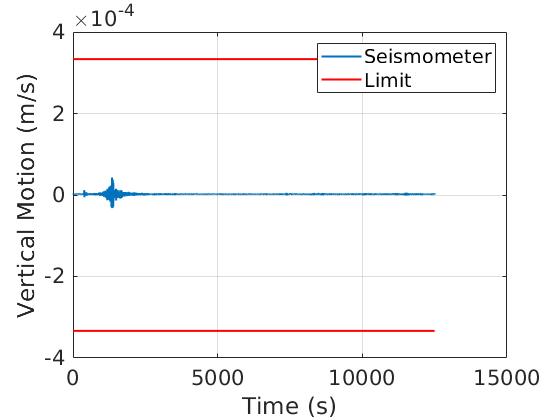 ×10⁻⁴
4
2
0
-2
-4
Vertical Motion (m/s)
Seismometer
Limit
0
5000
10000
15000
Time (s)